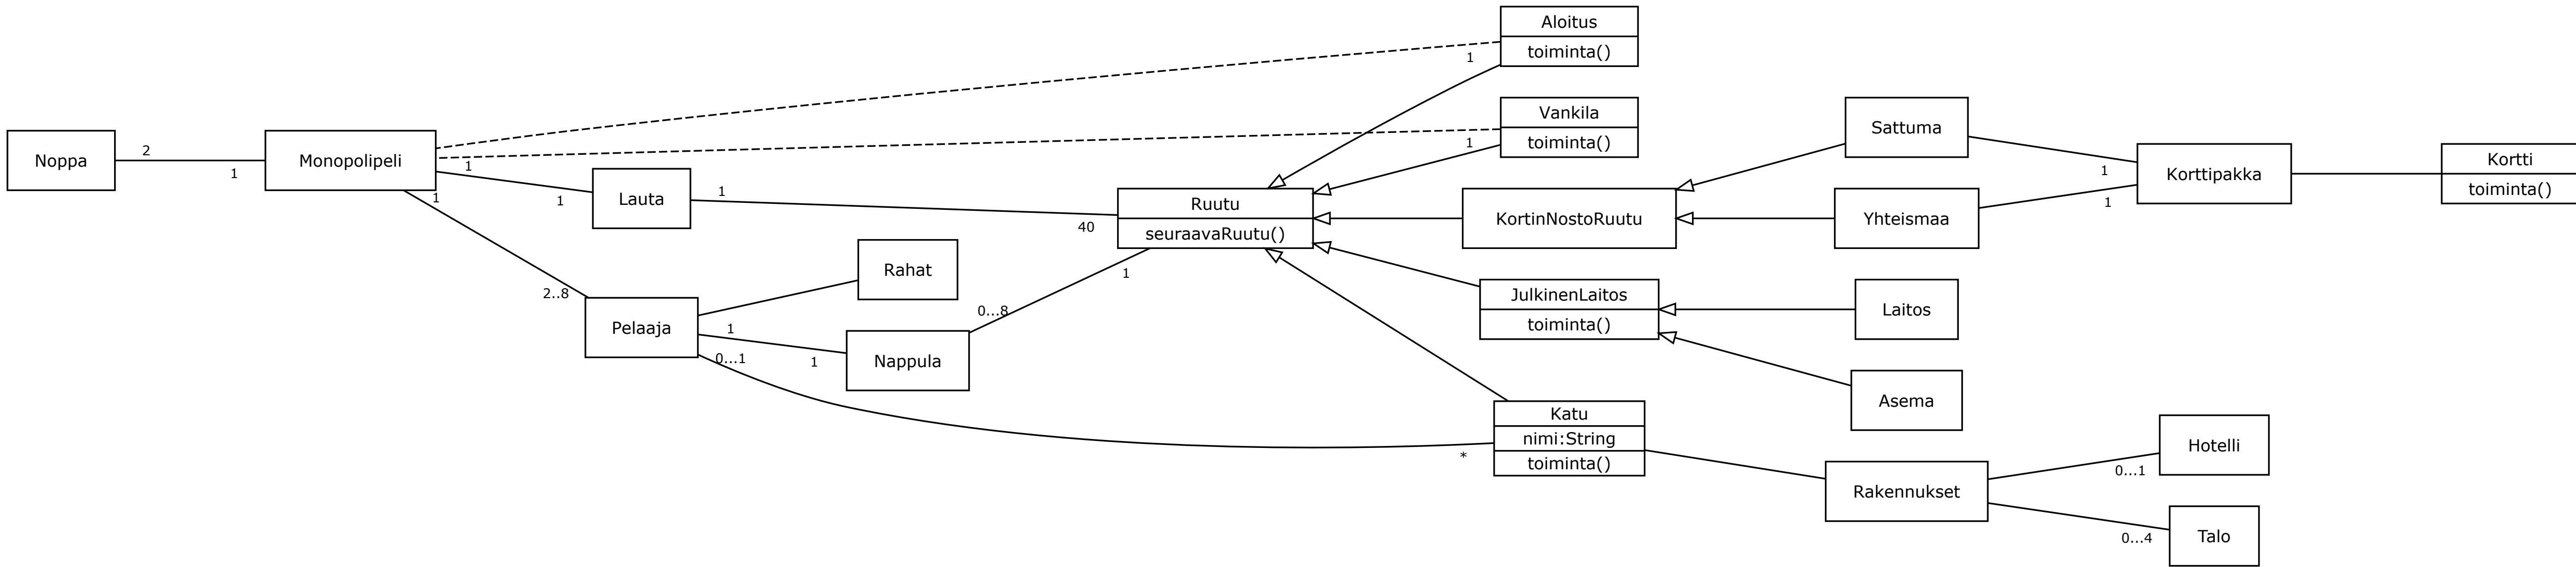 Noppa
2
1
Monopolipeli
1
1
1
Lauta
1
40
2..8
Pelaaja
1
0...1
Rahat
1
Nappula
0...8
1
Ruutu
seuraavaRuutu()
Aloitus
toiminta()
1
Vankila
toiminta()
1
KortinNostoRuutu
JulkinenLaitos
toiminta()
Katu
nimi:String
toiminta()
*
Sattuma
Yhteismaa
1
1
Korttipakka
Kortti
toiminta()
Laitos
Asema
Rakennukset
0...1
Hotelli
0...4
Talo